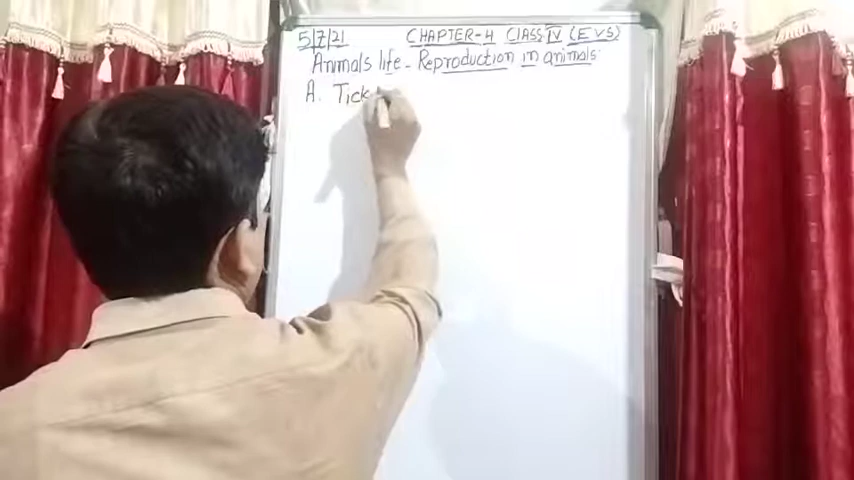 5/7/21 CHAPTER-4 CLASS IV (EVS)
Animals life - Reproduction in animals.
A. Tick